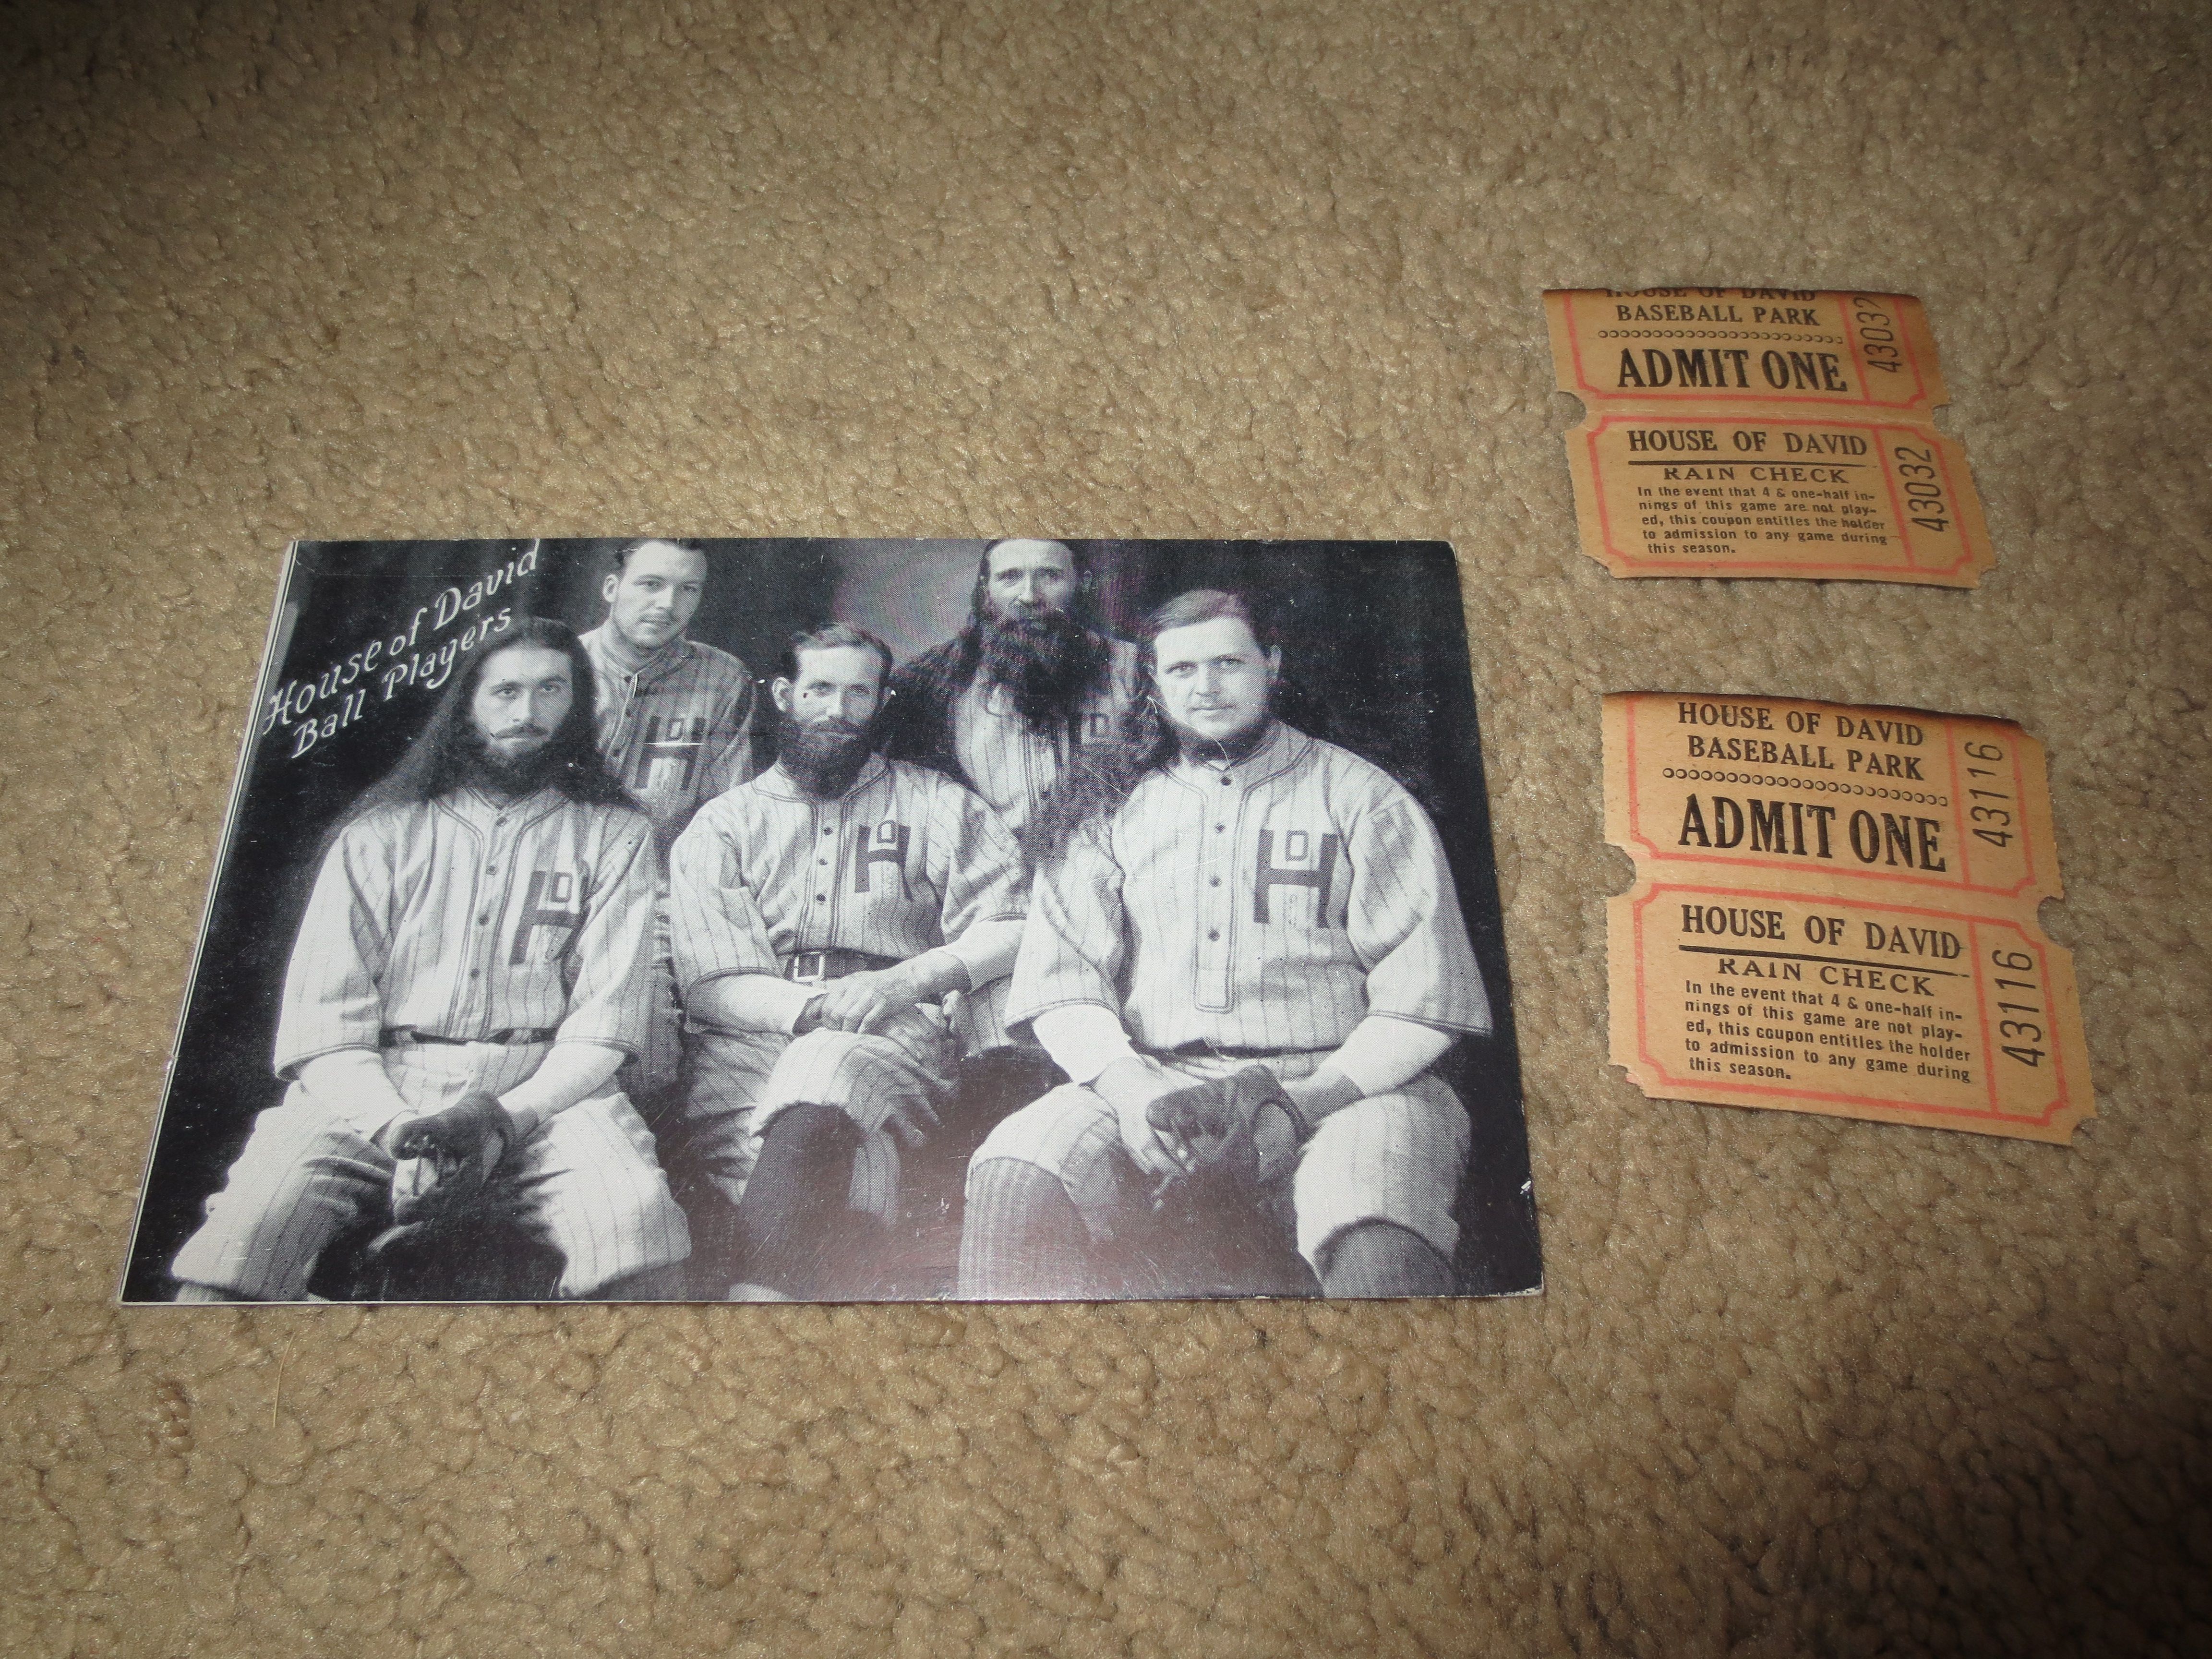 House of David
Ball Players
HD
HD
HD
HD
D
HOUSE OF DAVID
BASEBALL PARK
ADMIT ONE
43032
HOUSE OF DAVID
RAIN CHECK
In the event that 4 & one-half in-
nings of this game are not play-
ed, this coupon entitles the holder
to admission to any game during
this season.
43032
HOUSE OF DAVID
BASEBALL PARK
ADMIT ONE
43116
HOUSE OF DAVID
RAIN CHECK
In the event that 4 & one-half in-
nings of this game are not play-
ed, this coupon entitles the holder
to admission to any game during
this season.
43116